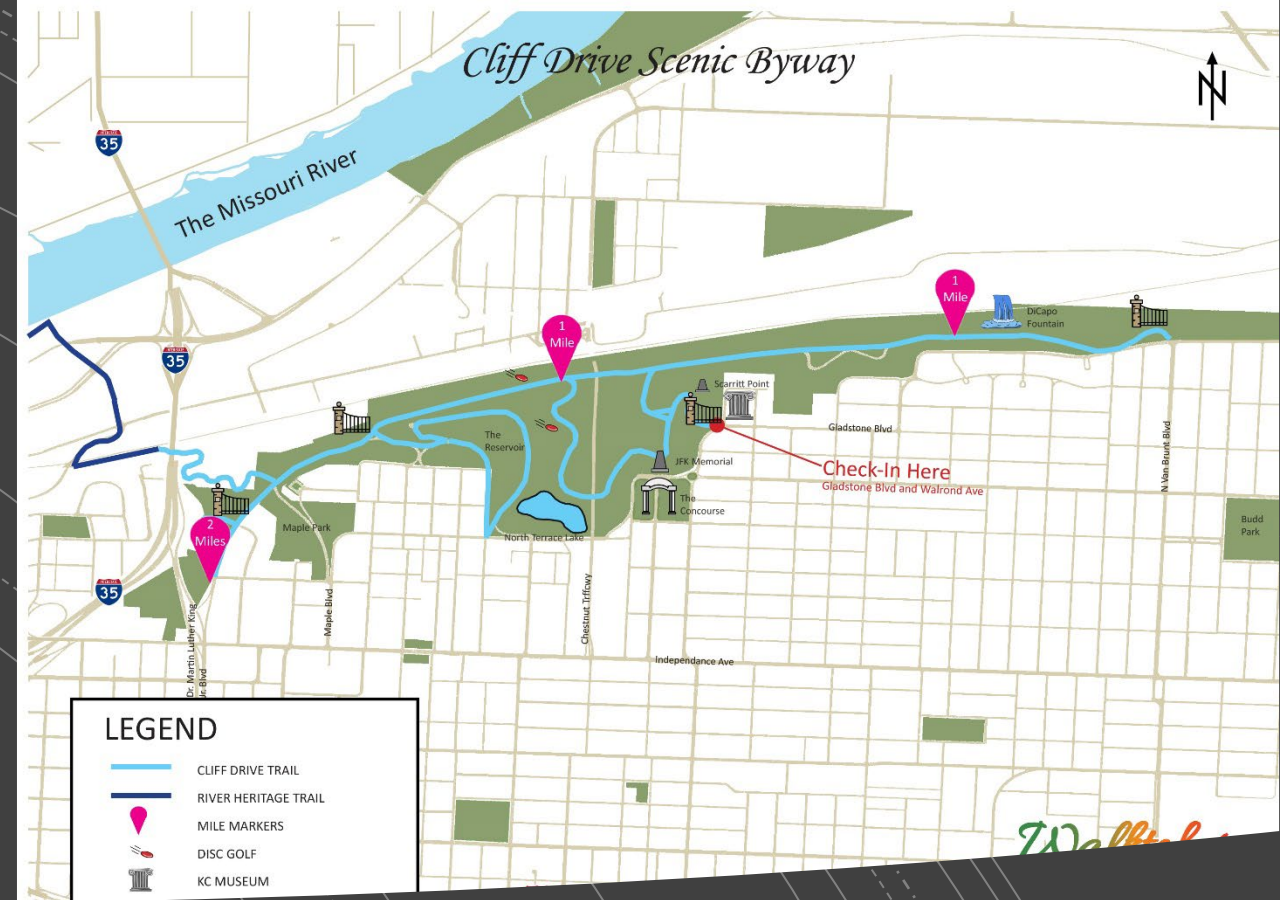 Cliff Drive Scenic Byway
N
35
The Missouri River
35
1
Mile
1
Mile
DiCapo
Fountain
Scarritt Point
Gladstone Blvd
The
Reservoir
JFK Memorial
Check-In Here
Gladstone Blvd and Walrond Ave
The
Concourse
N Van Brunt Blvd
Maple Park
2
Miles
North Terrace Lake
Budd
Park
35
Maple Blvd
Chestnut Trffcwy
Dr. Martin Luther King
Jr. Blvd
Independance Ave
LEGEND
CLIFF DRIVE TRAIL
RIVER HERITAGE TRAIL
MILE MARKERS
DISC GOLF
KC MUSEUM